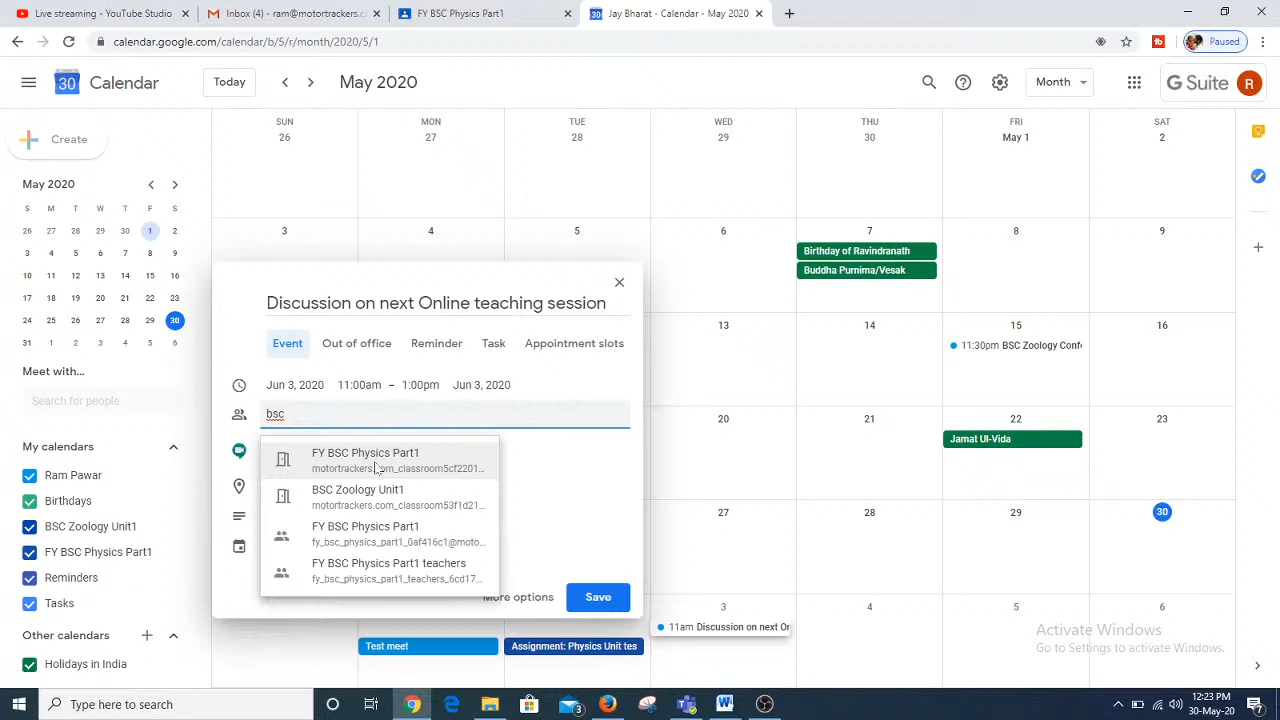 YouTube Live Streaming Events
Inbox (4) - ram@motortrackers.c
FY BSC Physics Part1
Jay Bharat - Calendar - May 2020
calendar.google.com/calendar/b/5/r/month/2020/5/1
Paused
30
Calendar
Today
May 2020
Month
G Suite
R
Create
May 2020
S M T W T F S
26 27 28 29 30 1 2
3 4 5 6 7 8 9
10 11 12 13 14 15 16
17 18 19 20 21 22 23
24 25 26 27 28 29 30
31 1 2 3 4 5 6
Meet with...
Search for people
My calendars
Ram Pawar
Birthdays
BSC Zoology Unit1
FY BSC Physics Part1
Reminders
Tasks
Other calendars
Holidays in India
SUN MON TUE WED THU FRI SAT
26 27 28 29 30 May 1 2
3 4 5 6 7 8 9
Birthday of Ravindranath
Buddha Purnima/Vesak
13 14 15 16
11:30pm BSC Zoology Conf
20 21 22 23
Jamat Ul-Vida
27 28 29 30
3 4 5 6
11am Discussion on next Or
Test meet
Assignment: Physics Unit tes
Discussion on next Online teaching session
Event Out of office Reminder Task Appointment slots
Jun 3, 2020 11:00am – 1:00pm Jun 3, 2020
bsc
FY BSC Physics Part1
motortrackers.com_classroom5cf2201...
BSC Zoology Unit1
motortrackers.com_classroom53f1d21...
FY BSC Physics Part1
fy_bsc_physics_part1_0af416c1@moto...
FY BSC Physics Part1 teachers
fy_bsc_physics_part1_teachers_6cd17...
More options
Save
Activate Windows
Go to Settings to activate Windows.
Type here to search
12:23 PM
30-May-20